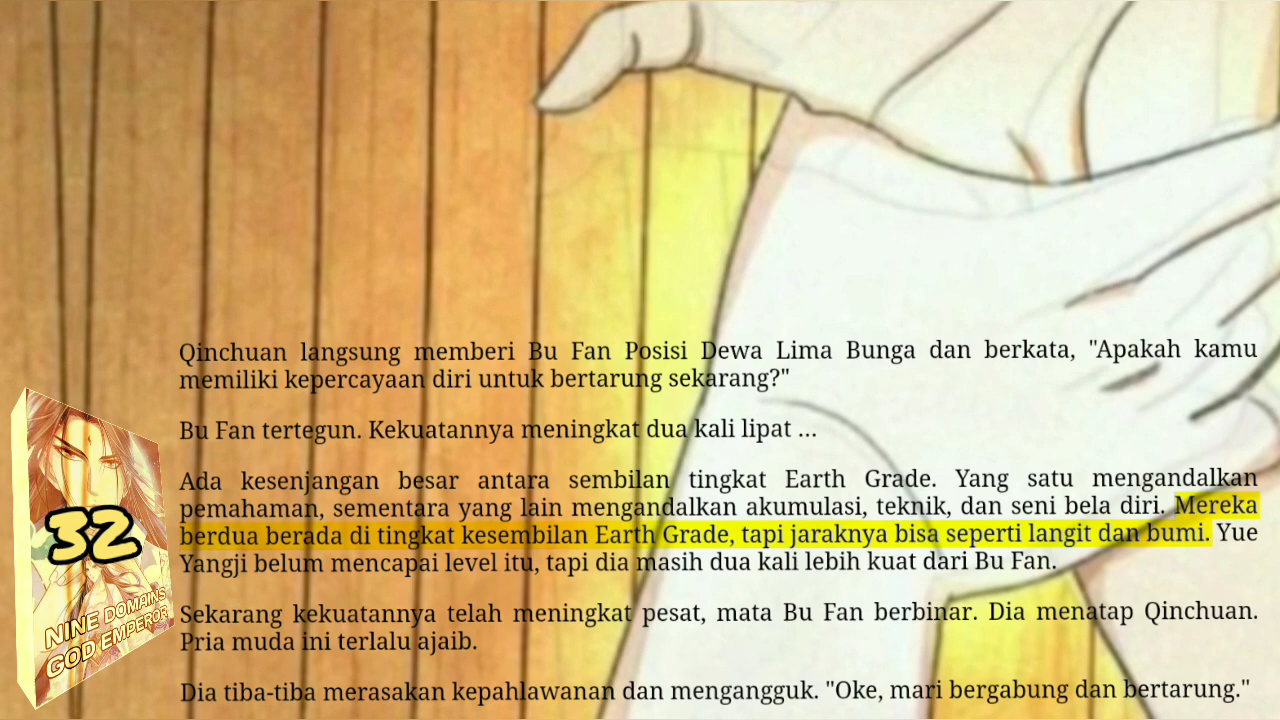 Qinchuan langsung memberi Bu Fan Posisi Dewa Lima Bunga dan berkata, "Apakah kamu
memiliki kepercayaan diri untuk bertarung sekarang?"
Bu Fan tertegun. Kekuatannya meningkat dua kali lipat ...
Ada kesenjangan besar antara sembilan tingkat Earth Grade. Yang satu mengandalkan
pemahaman, sementara yang lain mengandalkan akumulasi, teknik, dan seni bela diri. Mereka
berdua berada di tingkat kesembilan Earth Grade, tapi jaraknya bisa seperti langit dan bumi. Yue
Yangji belum mencapai level itu, tapi dia masih dua kali lebih kuat dari Bu Fan.
Sekarang kekuatannya telah meningkat pesat, mata Bu Fan berbinar. Dia menatap Qinchuan.
Pria muda ini terlalu ajaib.
Dia tiba-tiba merasakan kepahlawanan dan mengangguk. "Oke, mari bergabung dan bertarung."
32
NINE DOMAINS
GOD EMPEROR